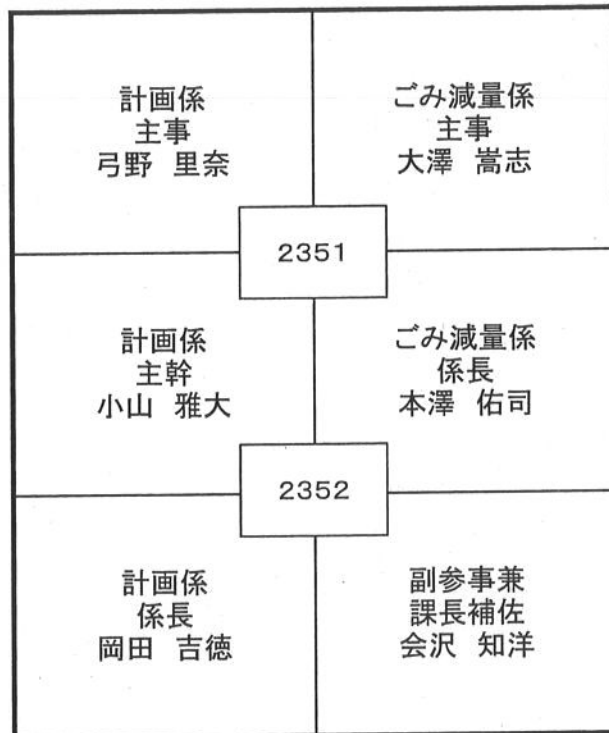 計画係
主事
弓野 里奈
ごみ減量係
主事
大澤 嵩志
2351
計画係
主幹
小山 雅大
ごみ減量係
係長
本澤 佑司
2352
計画係
係長
岡田 吉徳
副参事兼
課長補佐
会沢 知洋